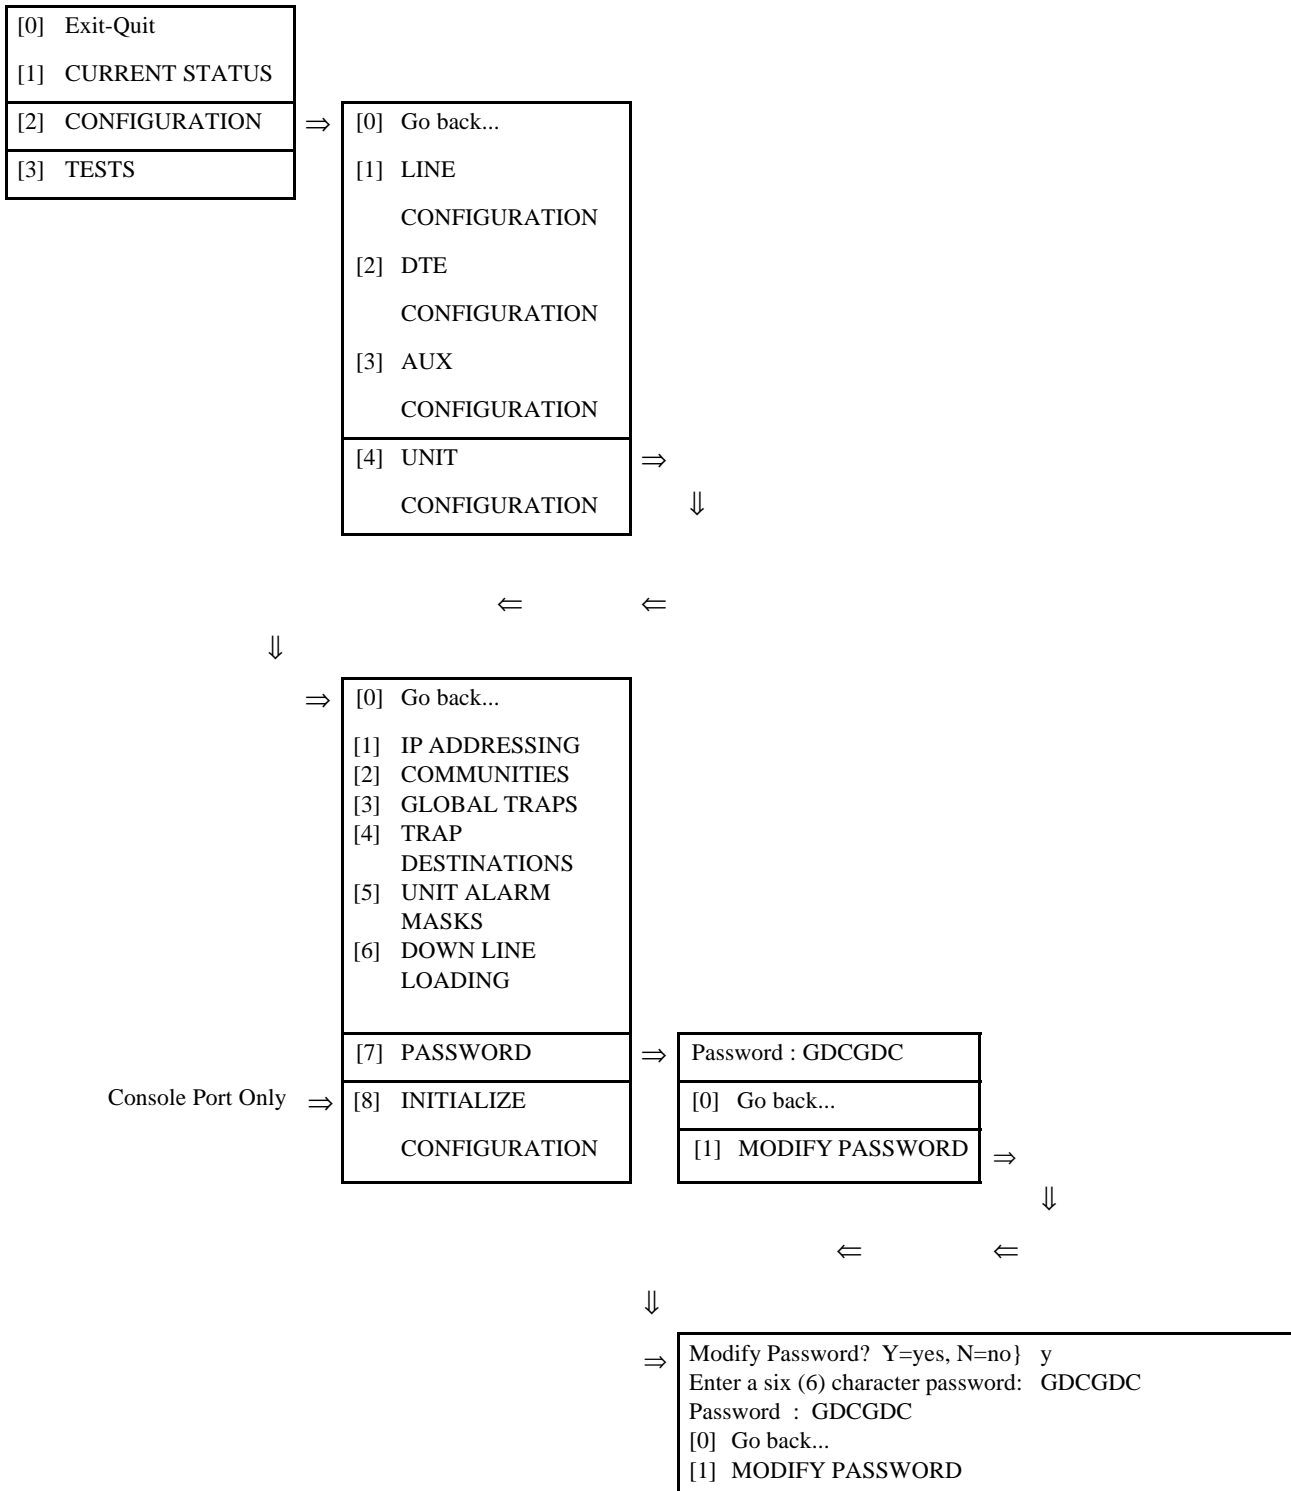 [0] Exit-Quit
[1] CURRENT STATUS
[2] CONFIGURATION ⇒
[3] TESTS
[0] Go back...
[1] LINE
CONFIGURATION
[2] DTE
CONFIGURATION
[3] AUX
CONFIGURATION
[4] UNIT ⇒
CONFIGURATION ⇓
⇐ ⇐
⇓
⇒ [0] Go back...
[1] IP ADDRESSING
[2] COMMUNITIES
[3] GLOBAL TRAPS
[4] TRAP
DESTINATIONS
[5] UNIT ALARM
MASKS
[6] DOWN LINE
LOADING
[7] PASSWORD ⇒
Console Port Only ⇒ [8] INITIALIZE
CONFIGURATION
Password : GDCGDC
[0] Go back...
[1] MODIFY PASSWORD ⇒
⇓
⇐ ⇐
⇓
⇒ Modify Password? Y=yes, N=no} y
Enter a six (6) character password: GDCGDC
Password : GDCGDC
[0] Go back...
[1] MODIFY PASSWORD